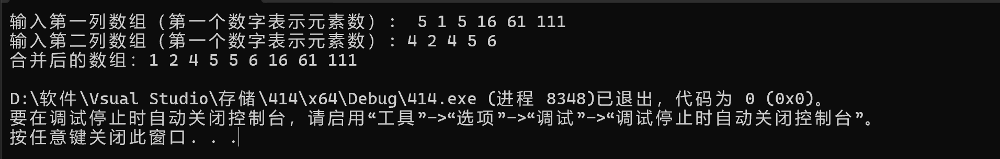 输入第一列数组（第一个数字表示元素数）： 5 1 5 16 61 111
输入第二列数组（第一个数字表示元素数）：4 2 4 5 6
合并后的数组：1 2 4 5 5 6 16 61 111
D:\软件\Vsual Studio\存储\414\x64\Debug\414.exe (进程 8348)已退出，代码为 0 (0x0)。
要在调试停止时自动关闭控制台，请启用“工具”->“选项”->“调试”->“调试停止时自动关闭控制台”。
按任意键关闭此窗口. . .